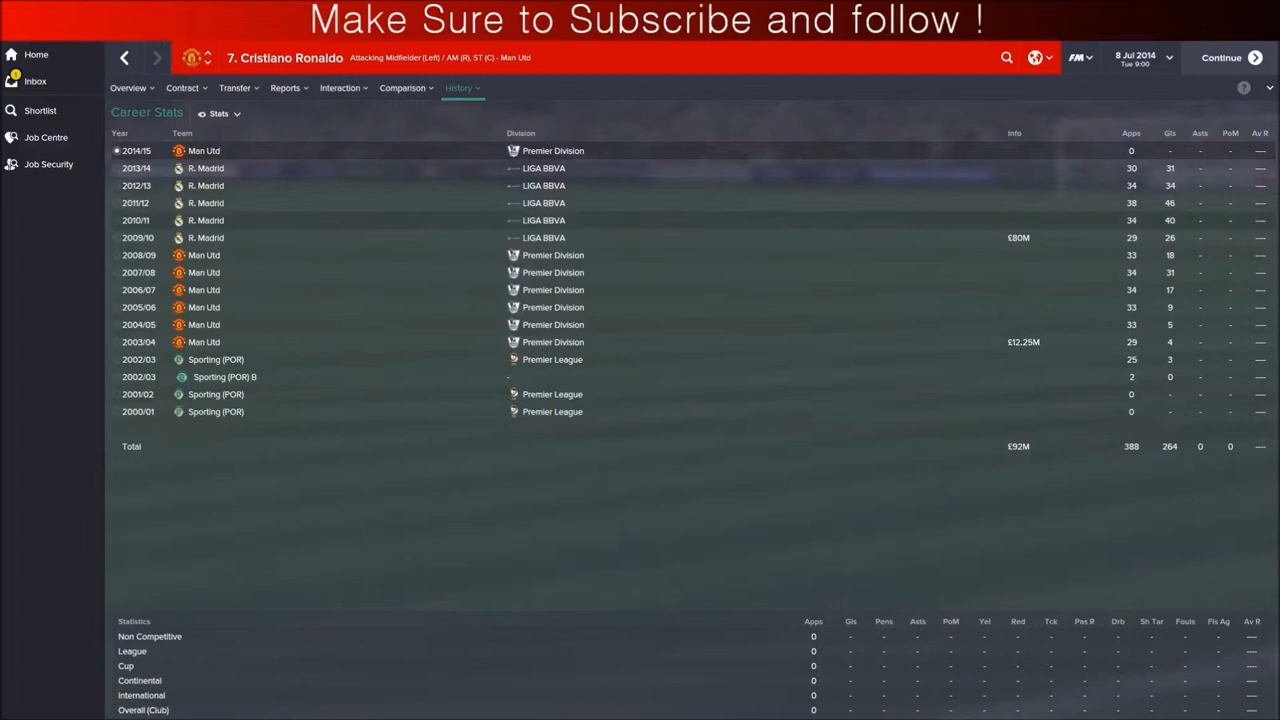 Make Sure to Subscribe and follow !
Home
Inbox
Shortlist
Job Centre
Job Security
7. Cristiano Ronaldo Attacking Midfielder (Left) / AM (R), ST (C) - Man Utd
FM
8 Jul 2014
Tue 9:00
Continue
Overview Contract Transfer Reports Interaction Comparison History
Career Stats Stats
Year Team Division Info Apps Gls Asts PoM Av R
2014/15 Man Utd Premier Division 0 - - - ---
2013/14 R. Madrid LIGA BBVA 30 31 - - ---
2012/13 R. Madrid LIGA BBVA 34 34 - - ---
2011/12 R. Madrid LIGA BBVA 38 46 - - ---
2010/11 R. Madrid LIGA BBVA 34 40 - - ---
2009/10 R. Madrid LIGA BBVA £80M 29 26 - - ---
2008/09 Man Utd Premier Division 33 18 - - ---
2007/08 Man Utd Premier Division 34 31 - - ---
2006/07 Man Utd Premier Division 34 17 - - ---
2005/06 Man Utd Premier Division 33 9 - - ---
2004/05 Man Utd Premier Division 33 5 - - ---
2003/04 Man Utd Premier Division £12.25M 29 4 - - ---
2002/03 Sporting (POR) Premier League 25 3 - - ---
2002/03 Sporting (POR) B - 2 0 - - ---
2001/02 Sporting (POR) Premier League 0 - - - ---
2000/01 Sporting (POR) Premier League 0 - - - ---
Total £92M 388 264 0 0 ---
Statistics Apps Gls Pens Asts PoM Yel Red Tck Pas R Drb Sh Tar Fouls Fls Ag Av R
Non Competitive 0 - - - - - - - - - - - - ---
League 0 - - - - - - - - - - - - ---
Cup 0 - - - - - - - - - - - - ---
Continental 0 - - - - - - - - - - - - ---
International 0 - - - - - - - - - - - - ---
Overall (Club) 0 - - - - - - - - - - - - ---